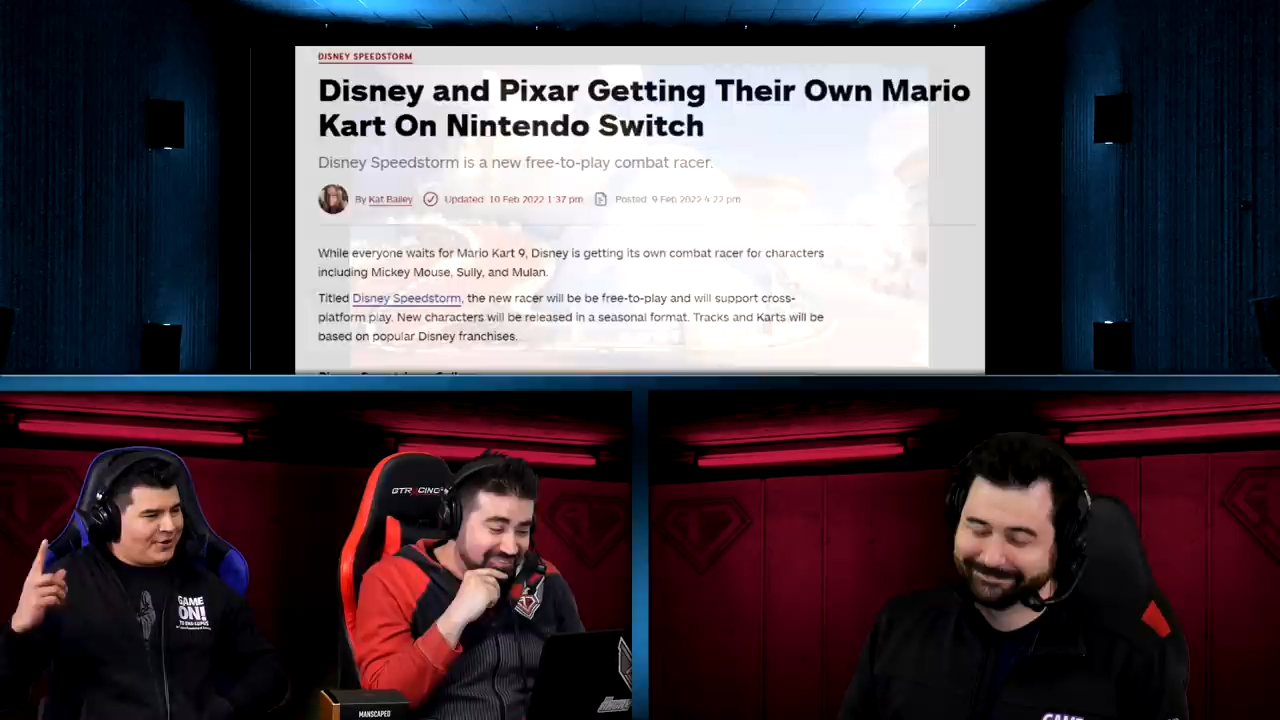 DISNEY SPEEDSTORM
Disney and Pixar Getting Their Own Mario
Kart On Nintendo Switch
Disney Speedstorm is a new free-to-play combat racer.
By Kat Bailey Updated: 10 Feb 2022 1:37 pm Posted: 9 Feb 2022 4:22 pm
While everyone waits for Mario Kart 9, Disney is getting its own combat racer for characters
including Mickey Mouse, Sully, and Mulan.
Titled Disney Speedstorm, the new racer will be be free-to-play and will support cross-
platform play. New characters will be released in a seasonal format. Tracks and Karts will be
based on popular Disney franchises.
GTRACING
GAME
ON!
TO END LUPUS
MANSCAPED
GAME